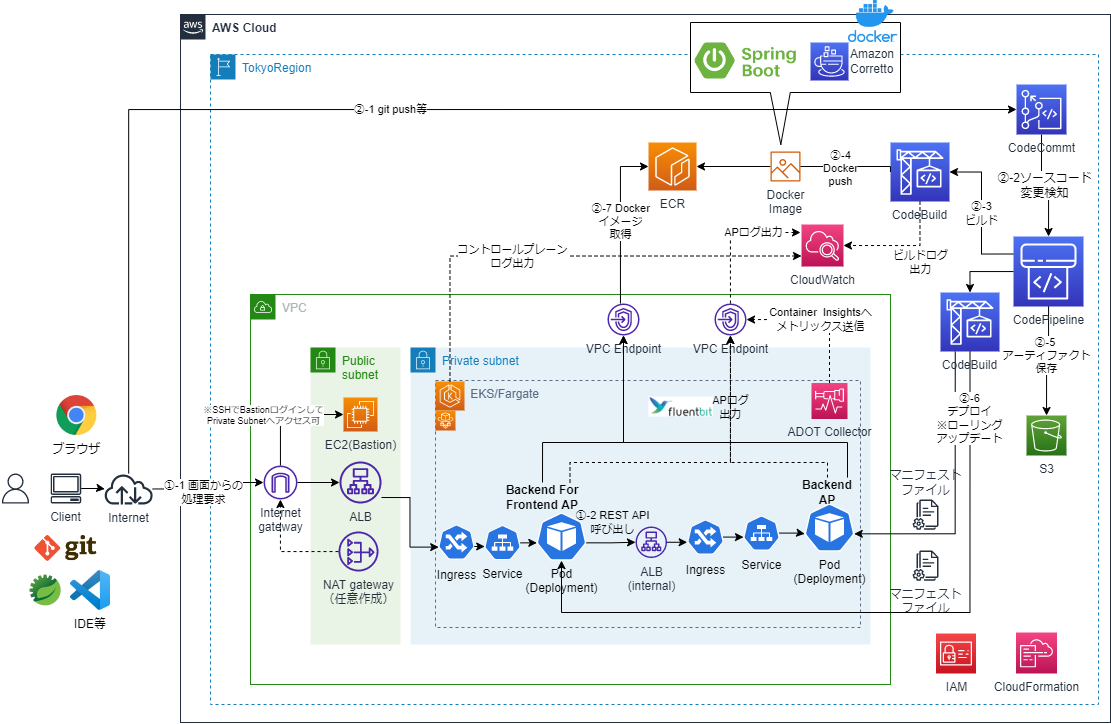 aws
AWS Cloud
docker
TokyoRegion
Spring
Boot
Amazon
Corretto
②-1 git push等
CodeCommt
②-4
Docker
push
②-2ソースコード
変更検知
ECR
Docker
Image
CodeBuild
②-3
ビルド
②-7 Docker
イメージ
取得
APログ出力
コントロールプレーン
ログ出力
ビルドログ
出力
CloudWatch
VPC
CodePipeline
Container Insightsへ
メトリックス送信
VPC Endpoint
VPC Endpoint
CodeBuild
②-5
アーティファクト
保存
Public
subnet
Private subnet
EKS/Fargate
fluentbit
APログ
出力
②-6
デプロイ
※ローリング
アップデート
※SSHでBastionログインして
Private Subnetへアクセス可
ADOT Collector
EC2(Bastion)
ブラウザ
S3
マニフェスト
ファイル
①-1 画面からの
処理要求
Backend For
Frontend AP
Backend
AP
Client
Internet
Internet
gateway
ALB
①-2 REST API
呼び出し
git
Ingress
Service
Pod
(Deployment)
ALB
(internal)
Ingress
Service
Pod
(Deployment)
NAT gateway
（任意作成）
マニフェスト
ファイル
IDE等
IAM
CloudFormation